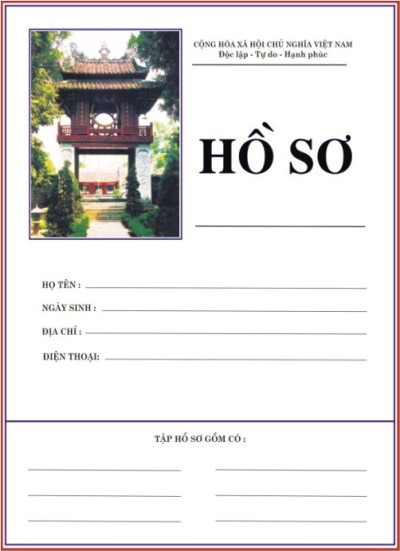 CỘNG HÒA XÃ HỘI CHỦ NGHĨA VIỆT NAM
Độc lập - Tự do - Hạnh phúc
HỒ SƠ
HỌ TÊN :
NGÀY SINH :
ĐỊA CHỈ :
ĐIỆN THOẠI:
TẬP HỒ SƠ GỒM CÓ :